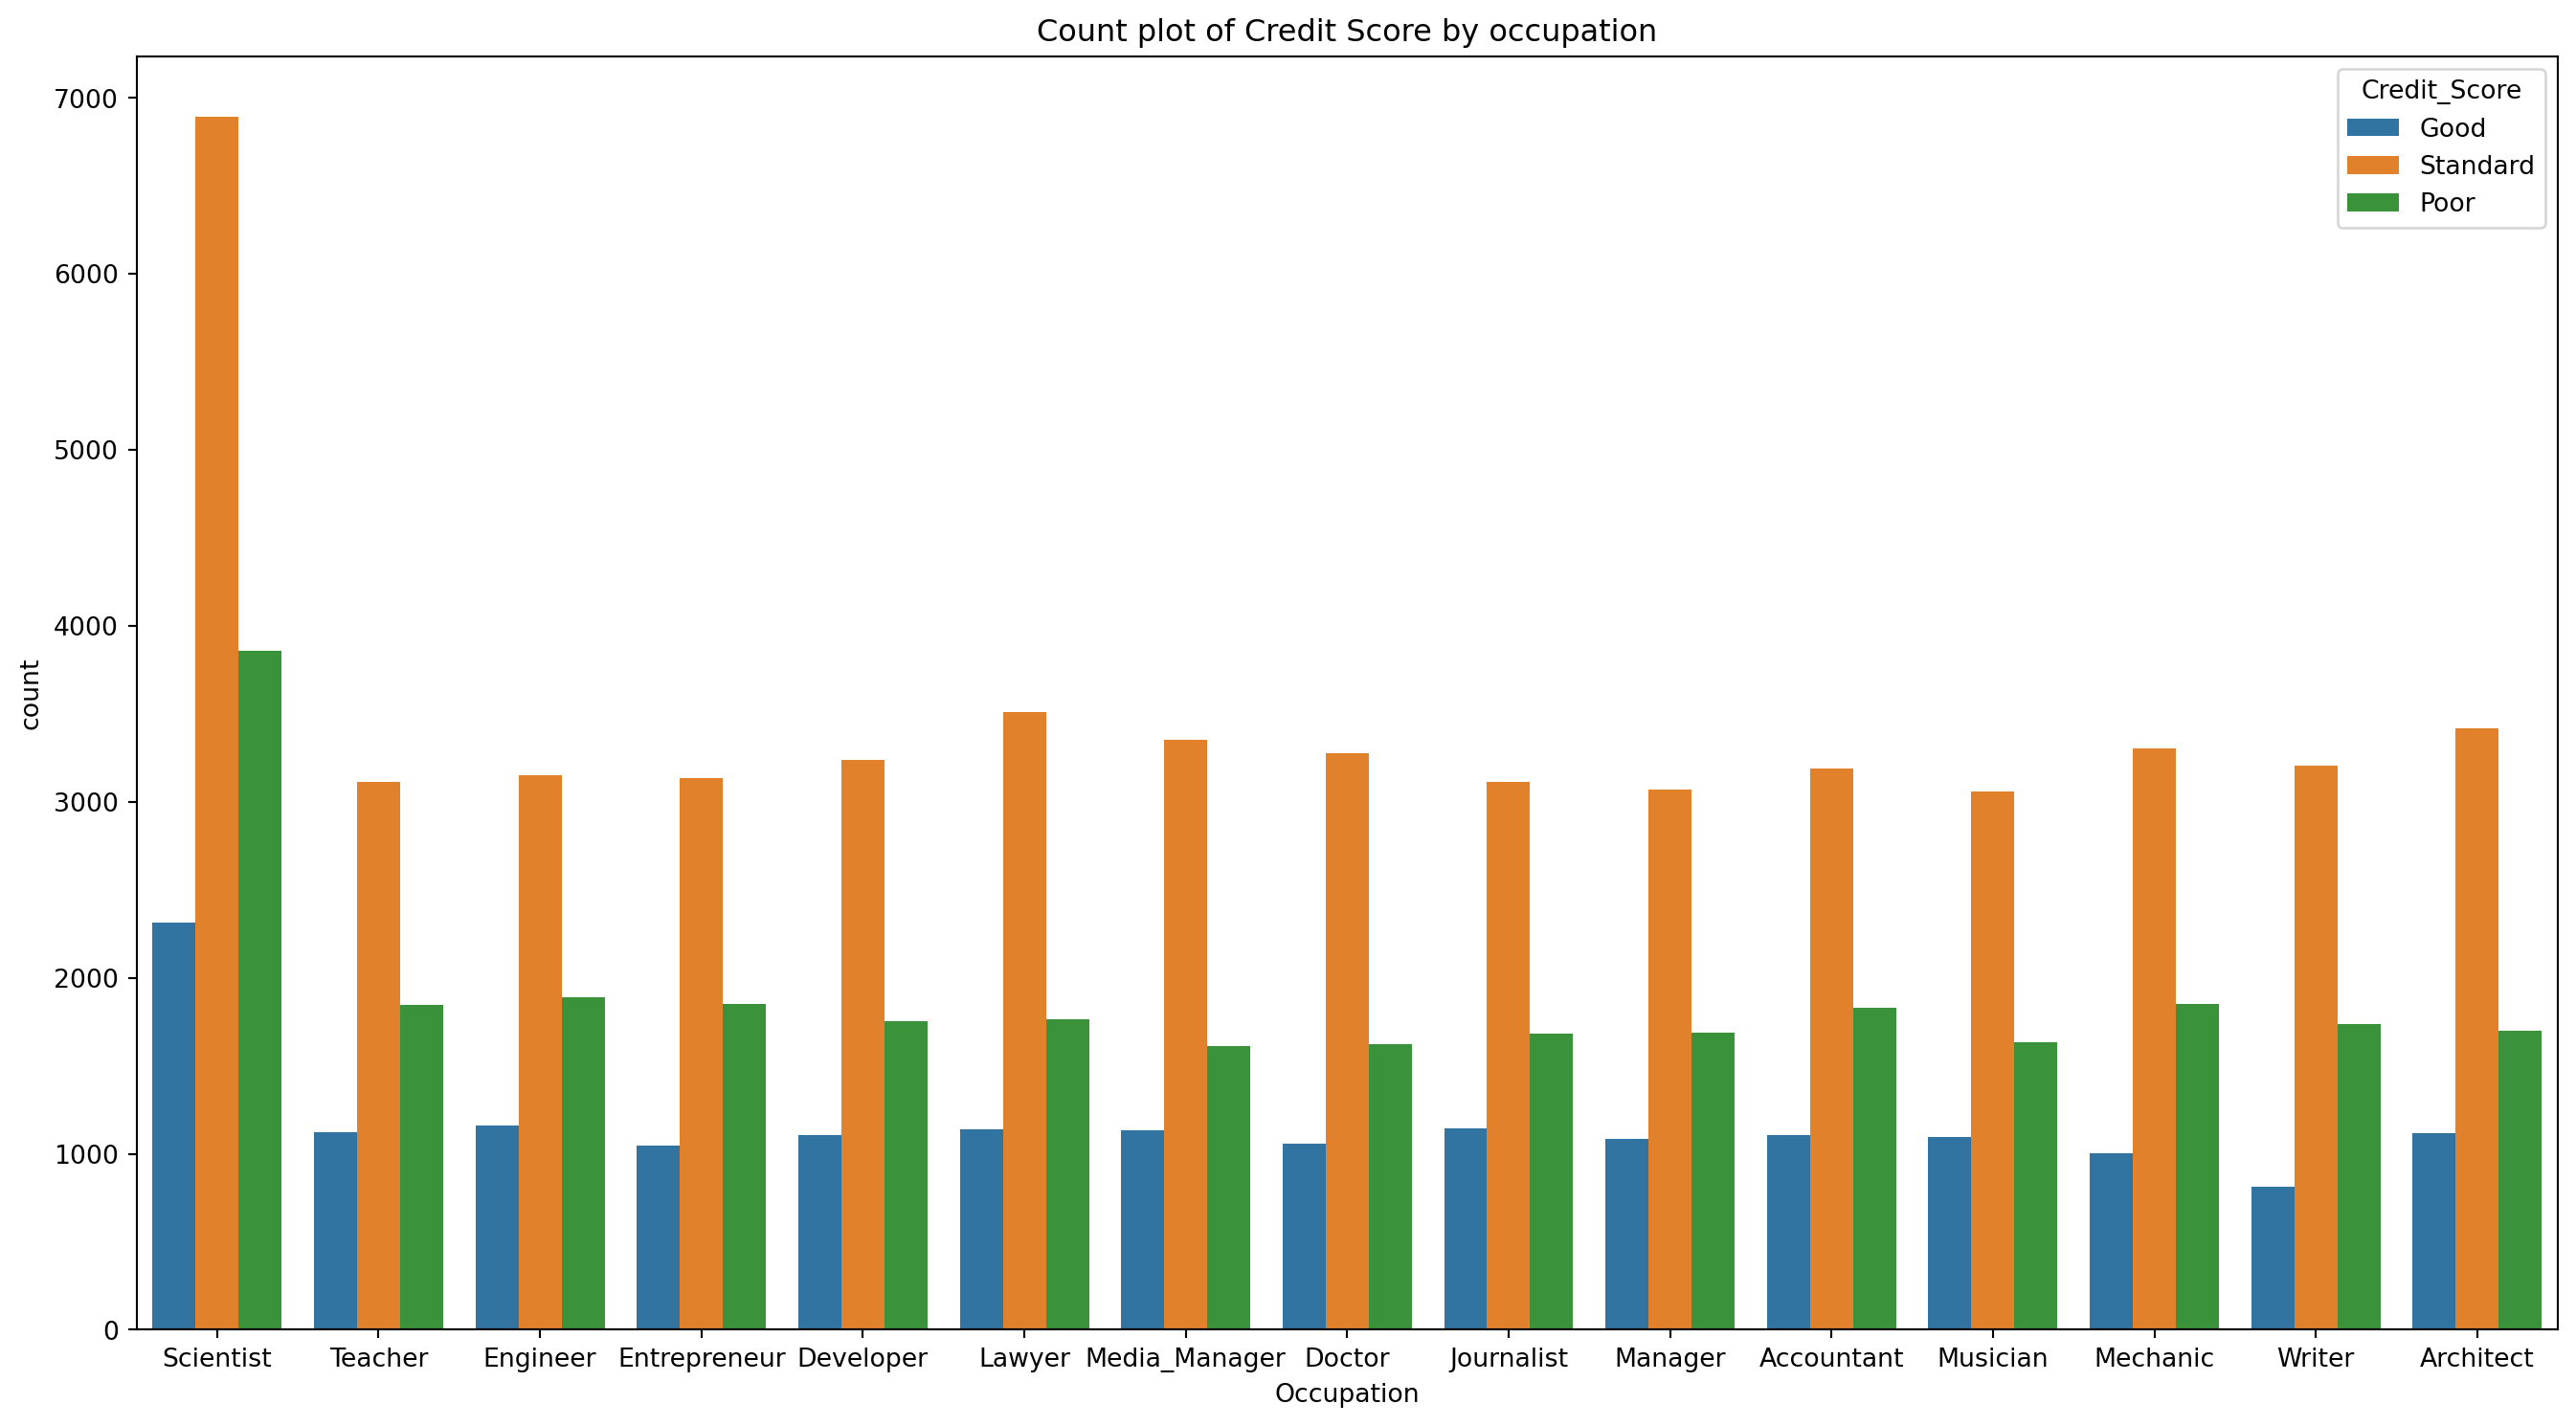 Count plot of Credit Score by occupation
Credit_Score
Good
Standard
Poor
7000
6000
5000
4000
3000
2000
1000
0
count
Scientist Teacher Engineer Entrepreneur Developer Lawyer Media_Manager Doctor Journalist Manager Accountant Musician Mechanic Writer Architect
Occupation